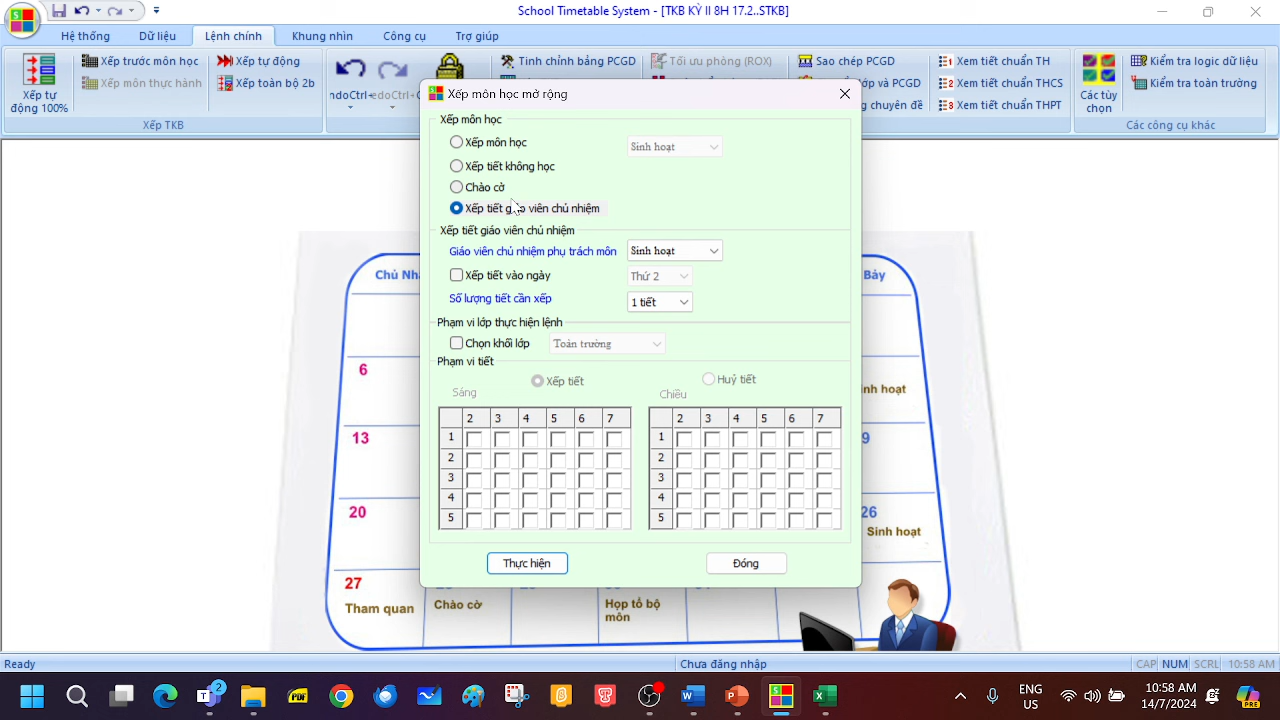 School Timetable System - [TKB KỲ II 8H 17.2..STKB]
Hệ thống Dữ liệu Lệnh chính Khung nhìn Công cụ Trợ giúp
Xếp tự động 100%
Xếp trước môn học
Xếp môn thực hành
Xếp tự động
Xếp toàn bộ 2b
Xếp TKB
Tinh chỉnh bảng PCGD
Sao chép PCGD
và PCGD
chuyên đề
1 Xem tiết chuẩn TH
2 Xem tiết chuẩn THCS
3 Xem tiết chuẩn THPT
Các tùy chọn
Kiểm tra logic dữ liệu
Kiểm tra toàn trường
Các công cụ khác
Xếp môn học mở rộng
Xếp môn học
Xếp môn học Sinh hoạt
Xếp tiết không học
Chào cờ
Xếp tiết giáo viên chủ nhiệm
Xếp tiết giáo viên chủ nhiệm
Giáo viên chủ nhiệm phụ trách môn Sinh hoạt
Xếp tiết vào ngày Thứ 2
Số lượng tiết cần xếp 1 tiết
Phạm vi lớp thực hiện lệnh
Chọn khối lớp Toàn trường
Phạm vi tiết
Xếp tiết Huỷ tiết
Sáng Chiều
2 3 4 5 6 7 2 3 4 5 6 7
1 1
2 2
3 3
4 4
5 5
Thực hiện Đóng
Bảy
6
13
20
26
Sinh hoạt
27
Tham quan
Chào cờ
Họp tổ bộ môn
Ready Chưa đăng nhập CAP NUM SCRL 10:58 AM
ENG
US
10:58 AM
14/7/2024